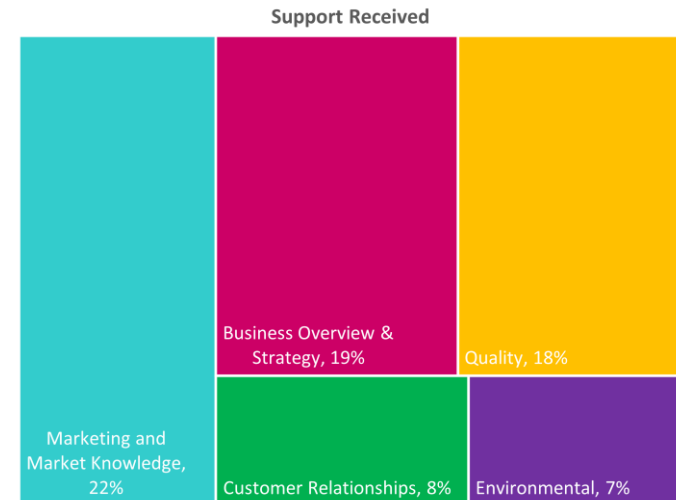 Support Received
Business Overview &
Strategy, 19%
Quality, 18%
Marketing and
Market Knowledge,
22%
Customer Relationships, 8%
Environmental, 7%